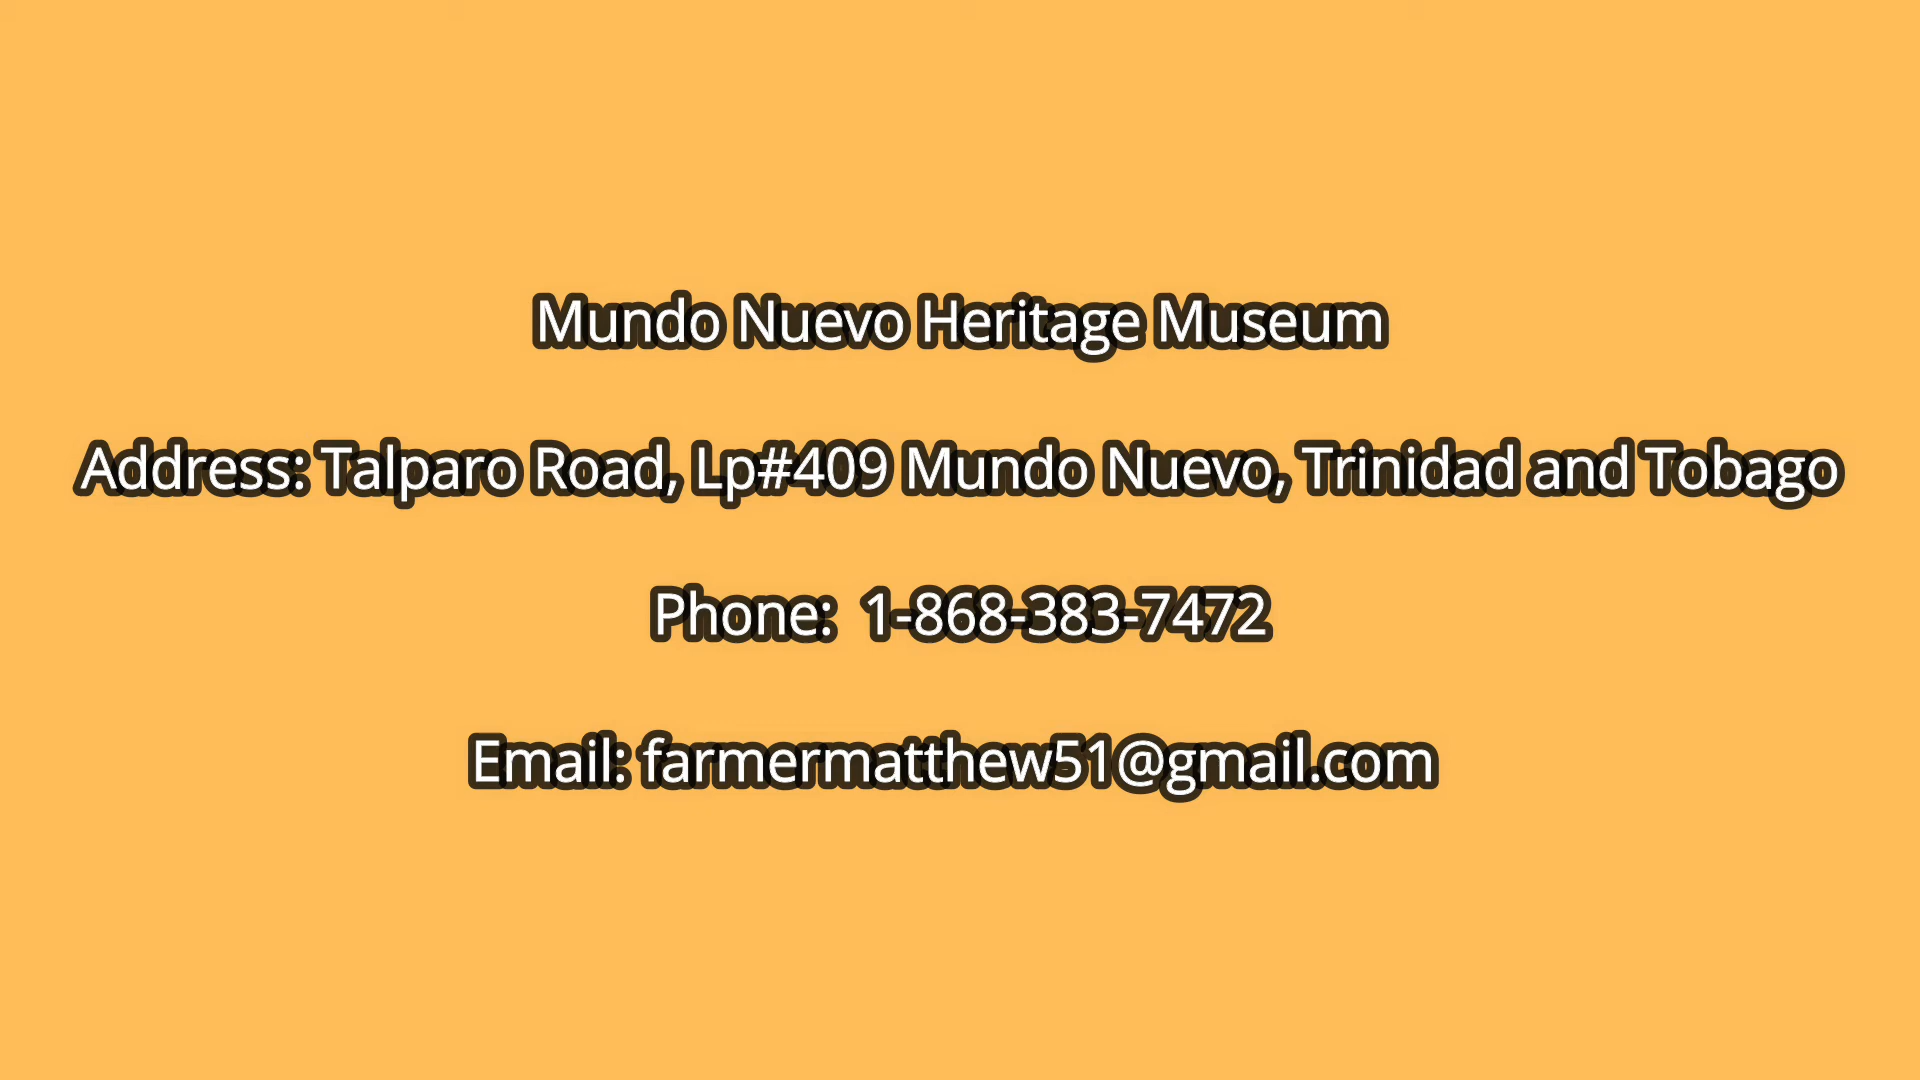 Mundo Nuevo Heritage Museum
Address: Talparo Road, Lp#409 Mundo Nuevo, Trinidad and Tobago
Phone:  1-868-383-7472
Email: farmermatthew51@gmail.com